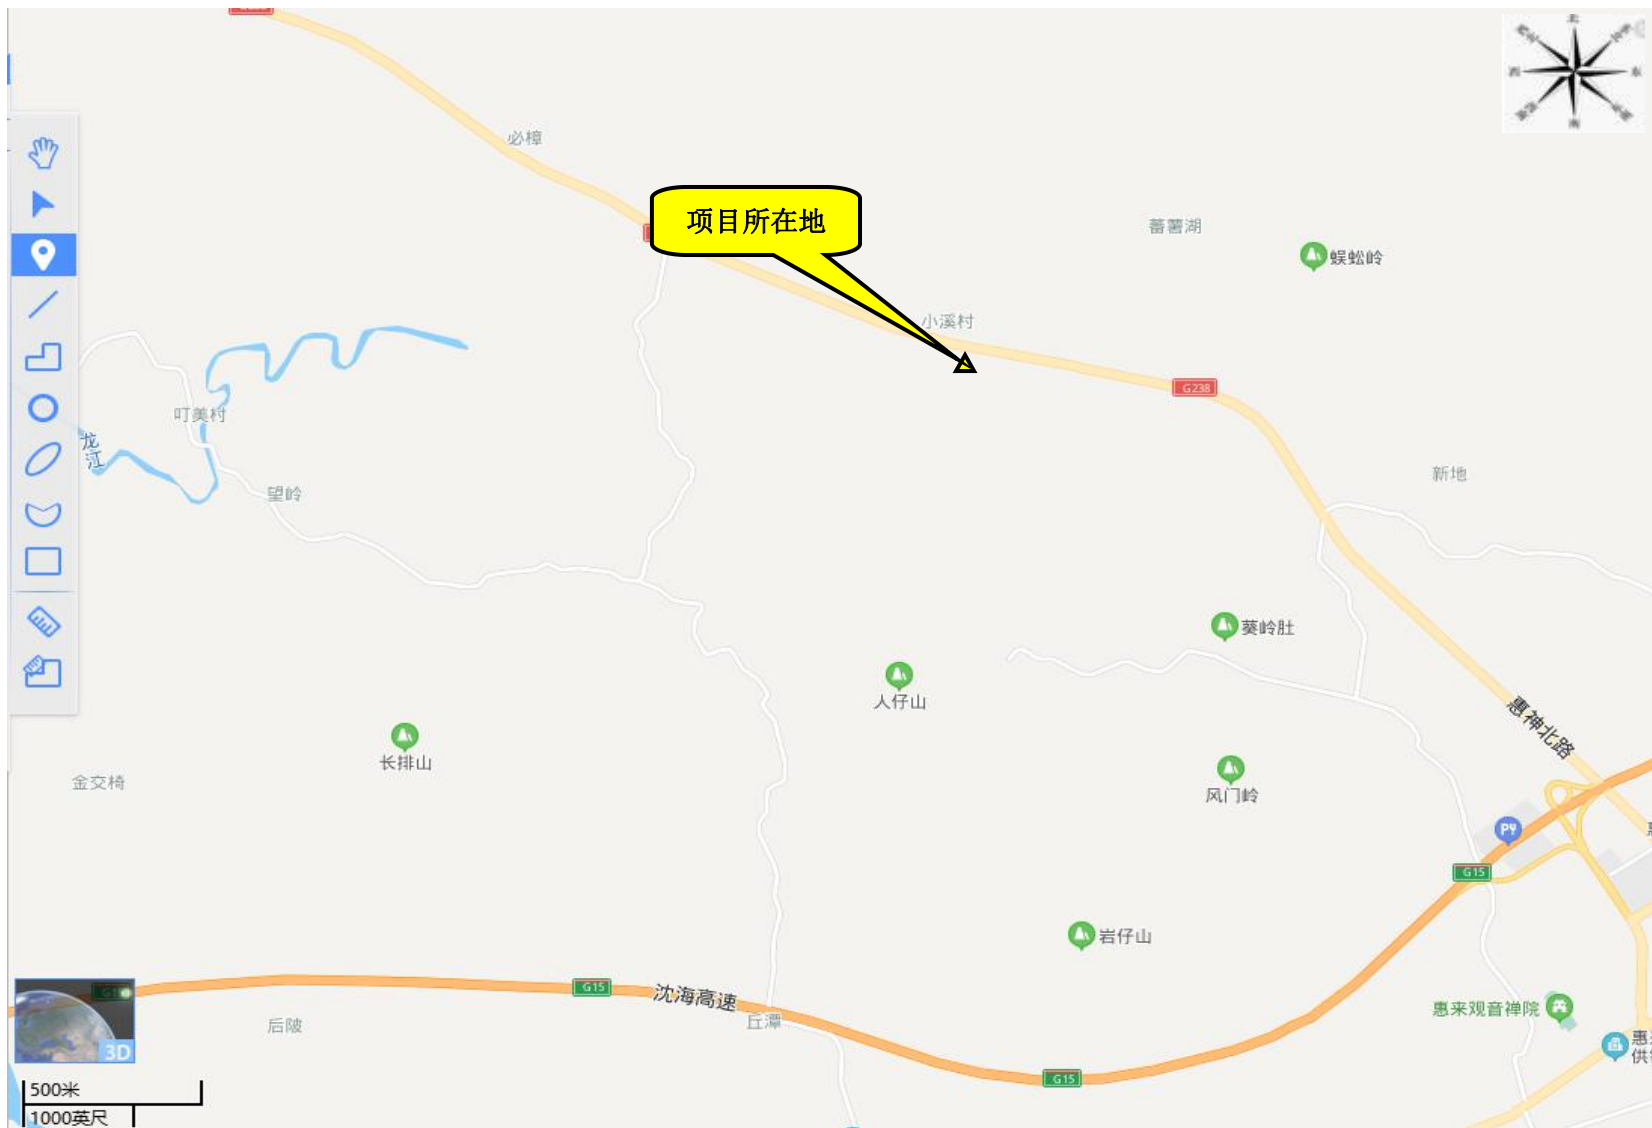 北
西
东
南
必樟
项目所在地
蕃薯湖
蜈蚣岭
小溪村
G238
叮美村
龙江
望岭
新地
葵岭肚
人仔山
惠神北路
长排山
金交椅
风门岭
G15
岩仔山
G15
沈海高速
惠来观音禅院
后陂
丘潭
3D
G15
500米
1000英尺